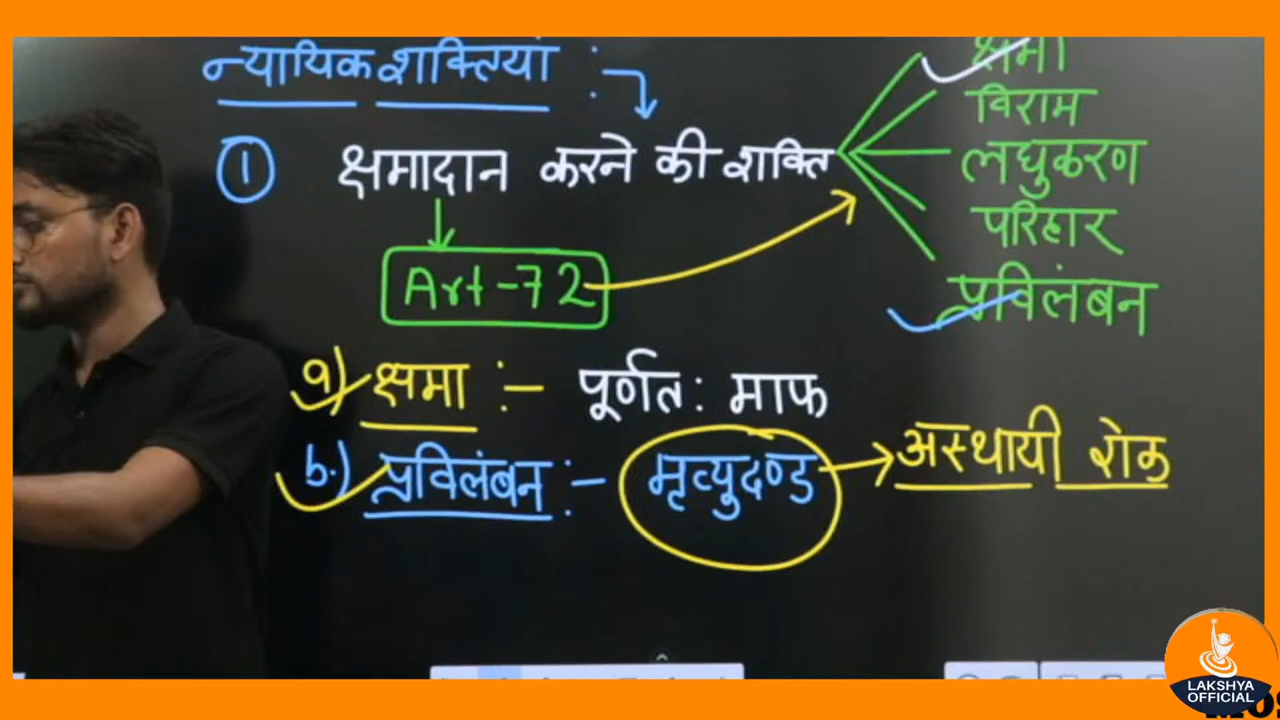 न्यायिक शक्तियां :
① क्षमादान करने की शक्ति
क्षमा
विराम
लघुकरण
परिहार
प्रविलंबन
Art-72
a) क्षमा :- पूर्णत: माफ
b.) प्रविलंबन :- मृत्युदण्ड → अस्थायी रोक
LAKSHYA
OFFICIAL